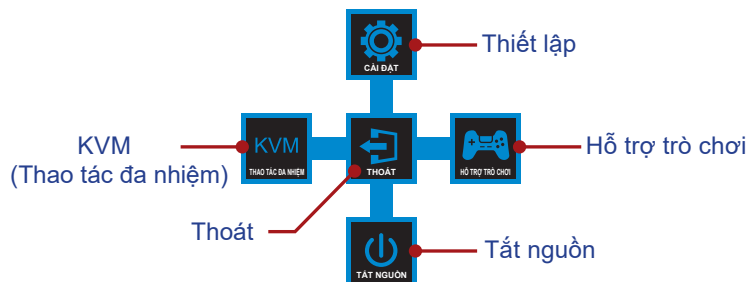 Thiết lập
CÀI ĐẶT
KVM
(Thao tác đa nhiệm)
KVM
THAO TÁC ĐA NHIỆM
THOÁT
HỖ TRỢ TRÒ CHƠI
Hỗ trợ trò chơi
Thoát
Tắt nguồn
TẮT NGUỒN